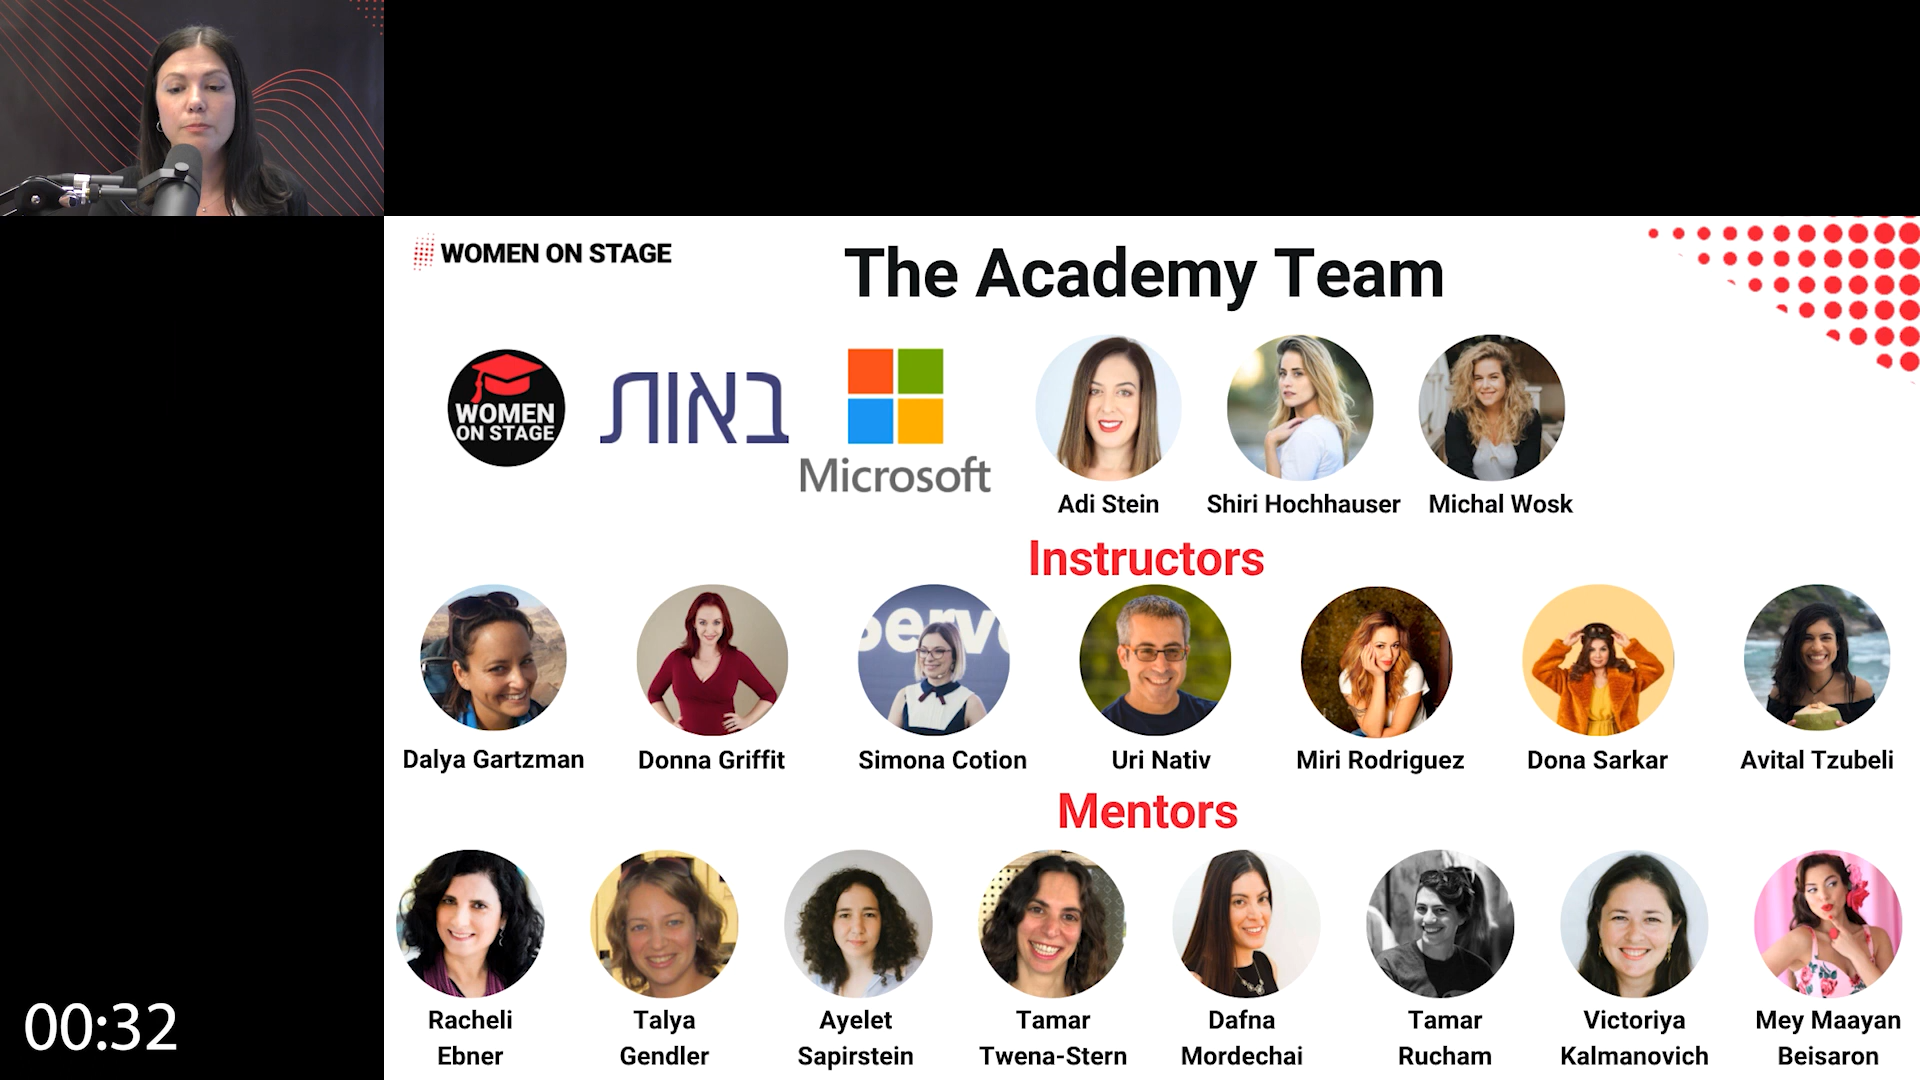 WOMEN ON STAGE
The Academy Team
WOMEN
ON STAGE
באות
Microsoft
Adi Stein
Shiri Hochhauser
Michal Wosk
Instructors
Serv
Dalya Gartzman
Donna Griffit
Simona Cotion
Uri Nativ
Miri Rodriguez
Dona Sarkar
Avital Tzubeli
Mentors
Racheli
Ebner
Talya
Gendler
Ayelet
Sapirstein
Tamar
Twena-Stern
Dafna
Mordechai
Tamar
Rucham
Victoriya
Kalmanovich
Mey Maayan
Beisaron
00:32